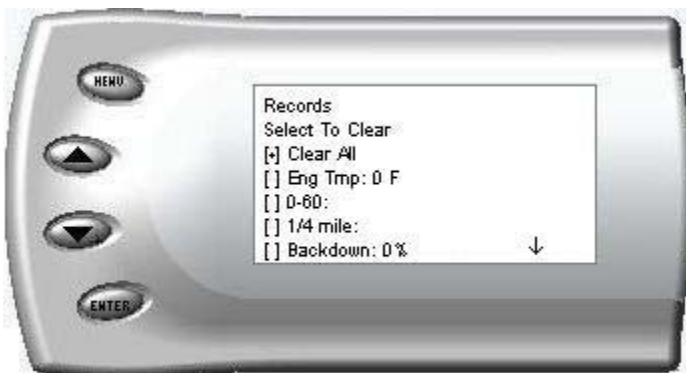 MENU
Records
Select To Clear
[+] Clear All
[ ] Eng Tmp: 0 F
[ ] 0-60:
[ ] 1/4 mile:
[ ] Backdown: 0%
ENTER